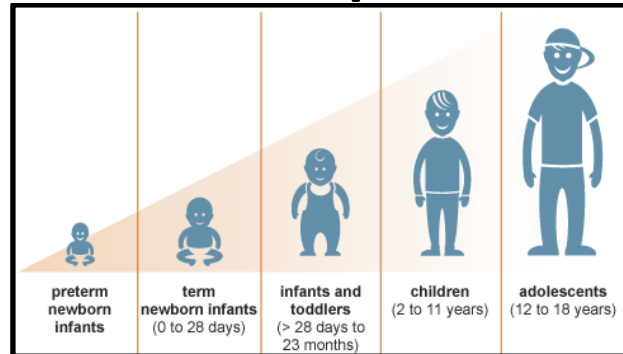 preterm
newborn
infants
term
newborn infants
(0 to 28 days)
infants and
toddlers
(> 28 days to
23 months)
children
(2 to 11 years)
adolescents
(12 to 18 years)